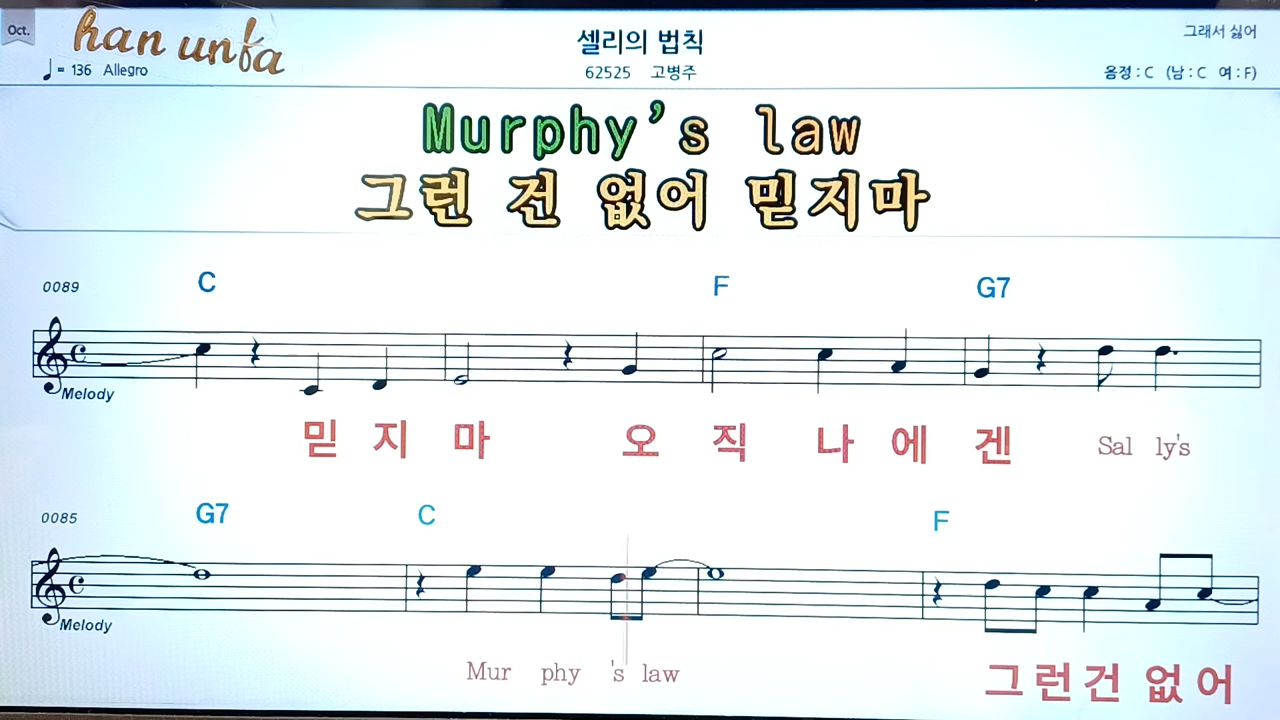 Oct.
han unfa
♩= 136 Allegro
셀리의 법칙
62525 고병주
그래서 싫어
음정 : C (남 : C 여 : F)
Murphy's law
그런 건 없어 믿지마
0089 C F G7
Melody
믿 지 마 오 직 나 에 겐 Sal ly's
0085 G7 C F
Melody
Mur phy 's law 그 런 건 없 어